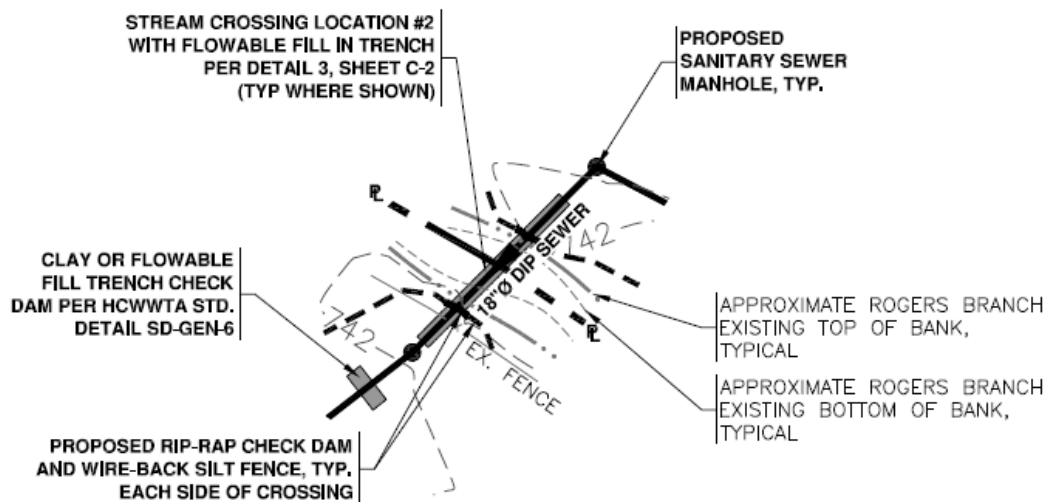 STREAM CROSSING LOCATION #2
WITH FLOWABLE FILL IN TRENCH
PER DETAIL 3, SHEET C-2
(TYP WHERE SHOWN)
PROPOSED
SANITARY SEWER
MANHOLE, TYP.
PL
CLAY OR FLOWABLE
FILL TRENCH CHECK
DAM PER HCWWTA STD.
DETAIL SD-GEN-6
18"Ø DIP SEWER
742
742
EX. FENCE
PL
APPROXIMATE ROGERS BRANCH
EXISTING TOP OF BANK,
TYPICAL
APPROXIMATE ROGERS BRANCH
EXISTING BOTTOM OF BANK,
TYPICAL
PROPOSED RIP-RAP CHECK DAM
AND WIRE-BACK SILT FENCE, TYP.
EACH SIDE OF CROSSING